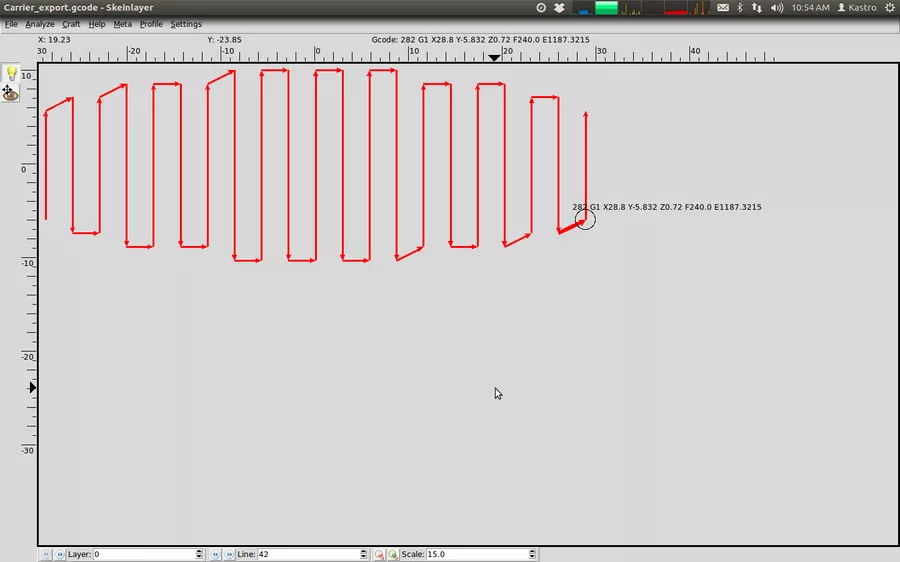 Carrier_export.gcode - Skeinlayer
10:54 AM Kastro
File Analyze Craft Help Meta Profile Settings
X: 19.23 Y: -23.85 Gcode: 282 G1 X28.8 Y-5.832 Z0.72 F240.0 E1187.3215
30 -20 -10 0 10 20 30 40
10
0
282 G1 X28.8 Y-5.832 Z0.72 F240.0 E1187.3215
-10
-20
-30
Layer: 0 Line: 42 Scale: 15.0